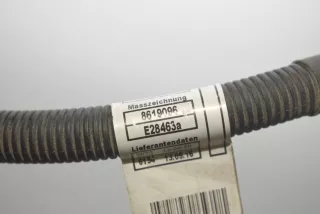 Masszeichnung
8619096
E28463a
Lieferantendaten